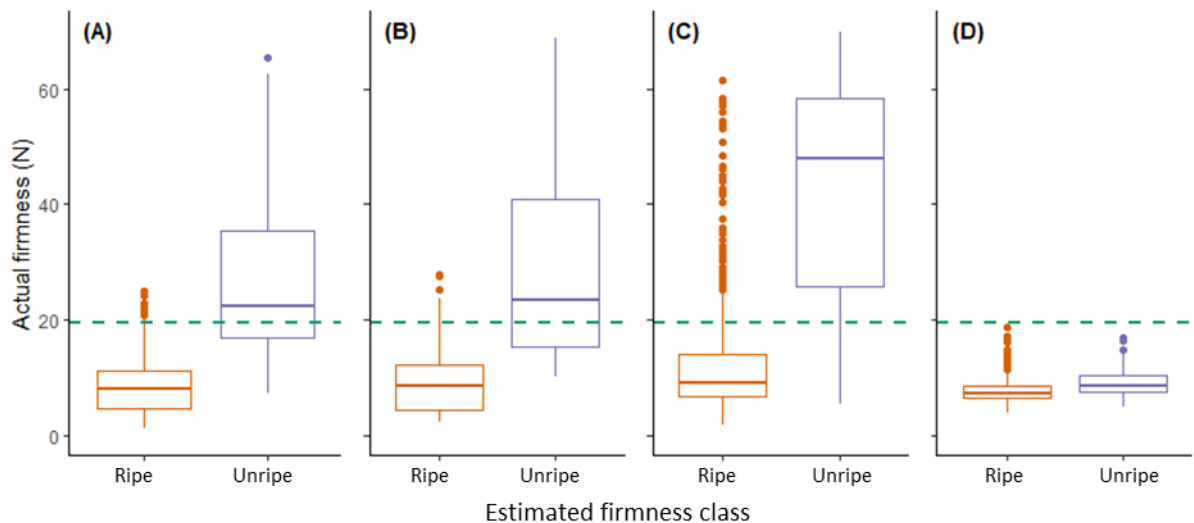 (A) (B) (C) (D)
Actual firmness (N)
60
40
20
0
Ripe Unripe Ripe Unripe Ripe Unripe Ripe Unripe
Estimated firmness class